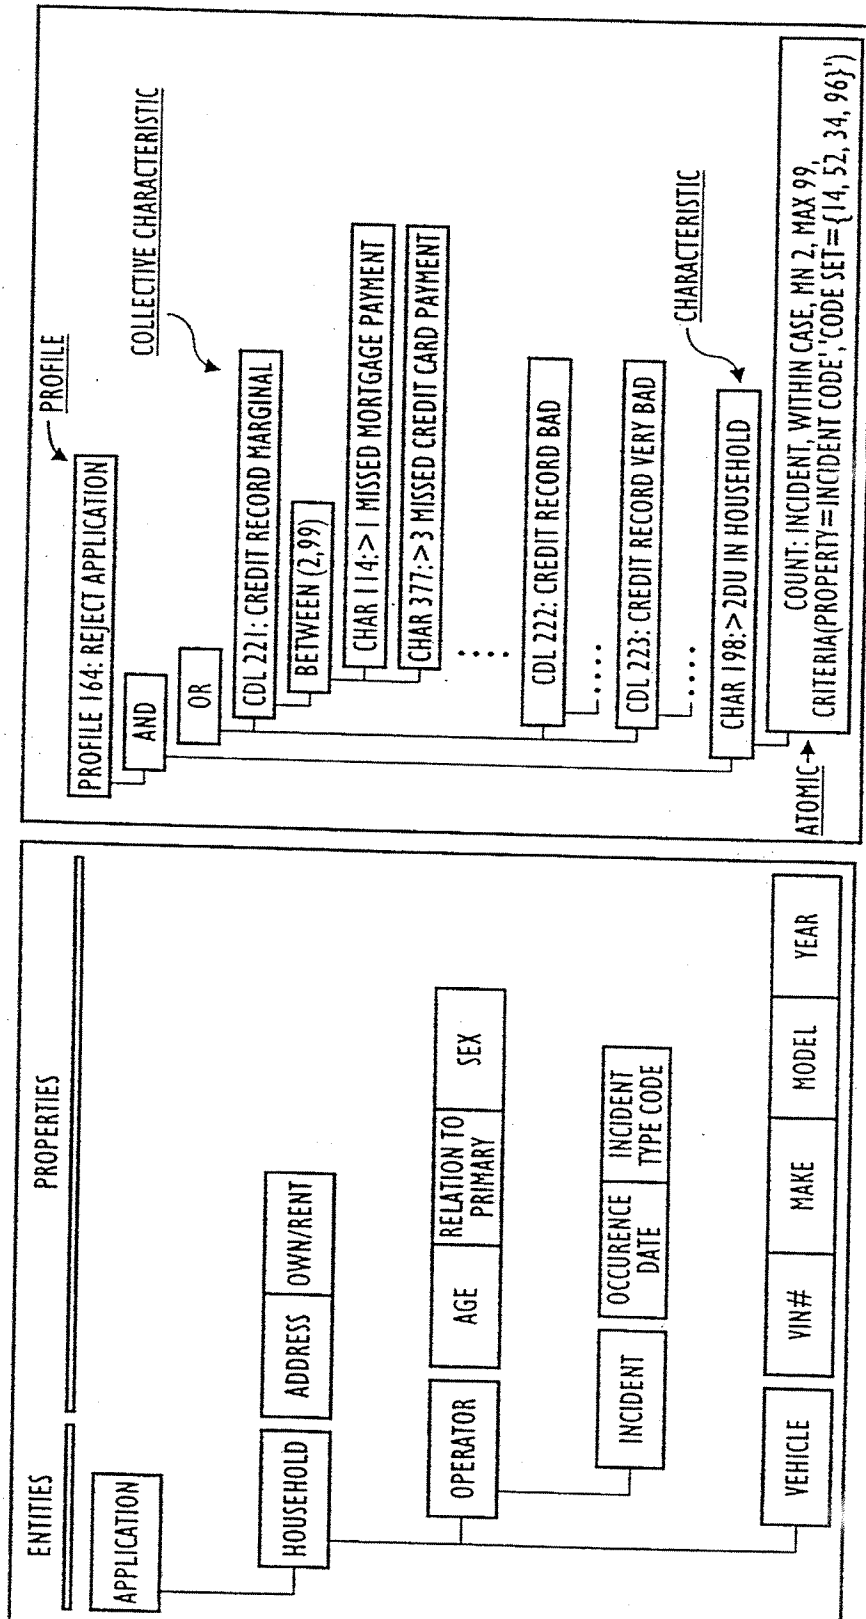 ENTITIES
PROPERTIES
APPLICATION
HOUSEHOLD
ADDRESS
OWN/RENT
OPERATOR
AGE
RELATION TO
PRIMARY
SEX
INCIDENT
OCCURENCE
DATE
INCIDENT
TYPE CODE
VEHICLE
VIN#
MAKE
MODEL
YEAR
PROFILE
PROFILE 164: REJECT APPLICATION
AND
OR
COLLECTIVE CHARACTERISTIC
CDL 221: CREDIT RECORD MARGINAL
BETWEEN (2,99)
CHAR 114:>1 MISSED MORTGAGE PAYMENT
CHAR 377:>3 MISSED CREDIT CARD PAYMENT
CDL 222: CREDIT RECORD BAD
CDL 223: CREDIT RECORD VERY BAD
CHARACTERISTIC
CHAR 198:>2DU IN HOUSEHOLD
ATOMIC
COUNT: INCIDENT, WITHIN CASE, MN 2, MAX 99,
CRITERIA(PROPERTY=INCIDENT CODE','CODE SET={14, 52, 34, 96}')